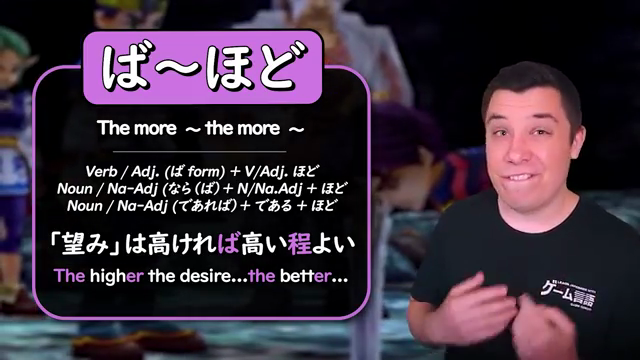 ば～ほど
The more ～ the more ～
Verb / Adj. (ば form) + V/Adj. ほど
Noun / Na-Adj (なら(ば) + N/Na.Adj + ほど
Noun / Na-Adj (であれば) + である + ほど
「望み」は高ければ高い程よい
The higher the desire...the better...
ゲーム言語